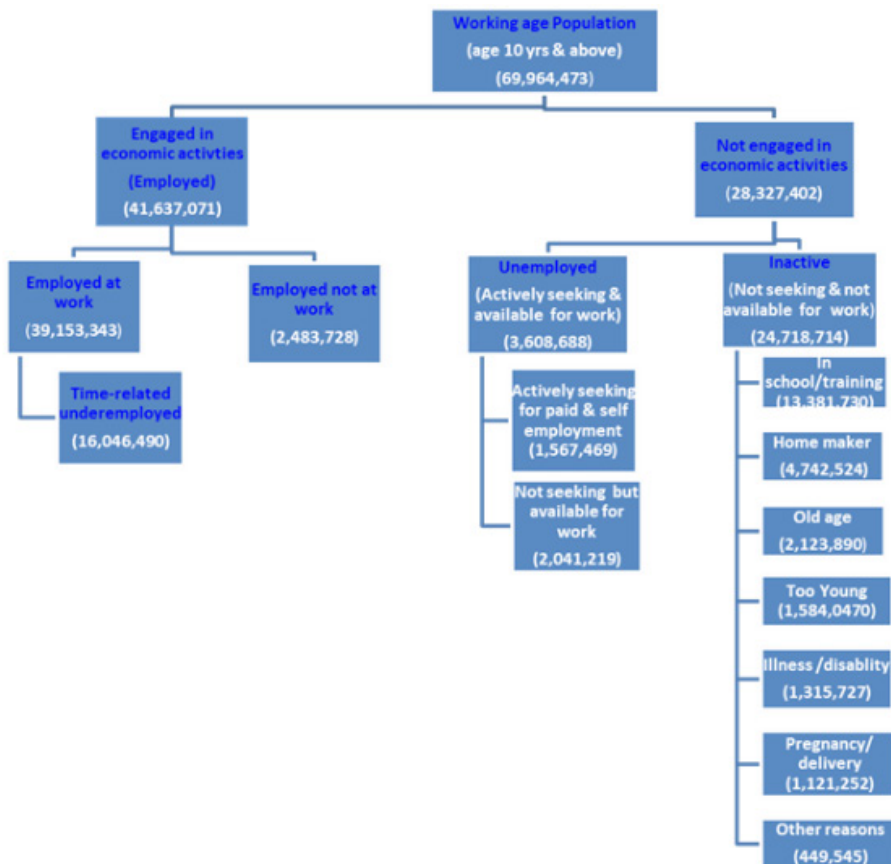 Working age Population
(age 10 yrs & above)
(69,964,473)
Engaged in
economic activties
(Employed)
(41,637,071)
Not engaged in
economic activities
(28,327,402)
Employed at
work
(39,153,343)
Employed not at
work
(2,483,728)
Unemployed
(Actively seeking &
available for work)
(3,608,688)
Inactive
(Not seeking & not
available for work)
(24,718,714)
Time-related
underemployed
(16,046,490)
Actively seeking
for paid & self
employment
(1,567,469)
Not seeking but
available for
work
(2,041,219)
In
school/training
(13,381,730)
Home maker
(4,742,524)
Old age
(2,123,890)
Too Young
(1,584,0470)
Illness /disablity
(1,315,727)
Pregnancy/
delivery
(1,121,252)
Other reasons
(449,545)